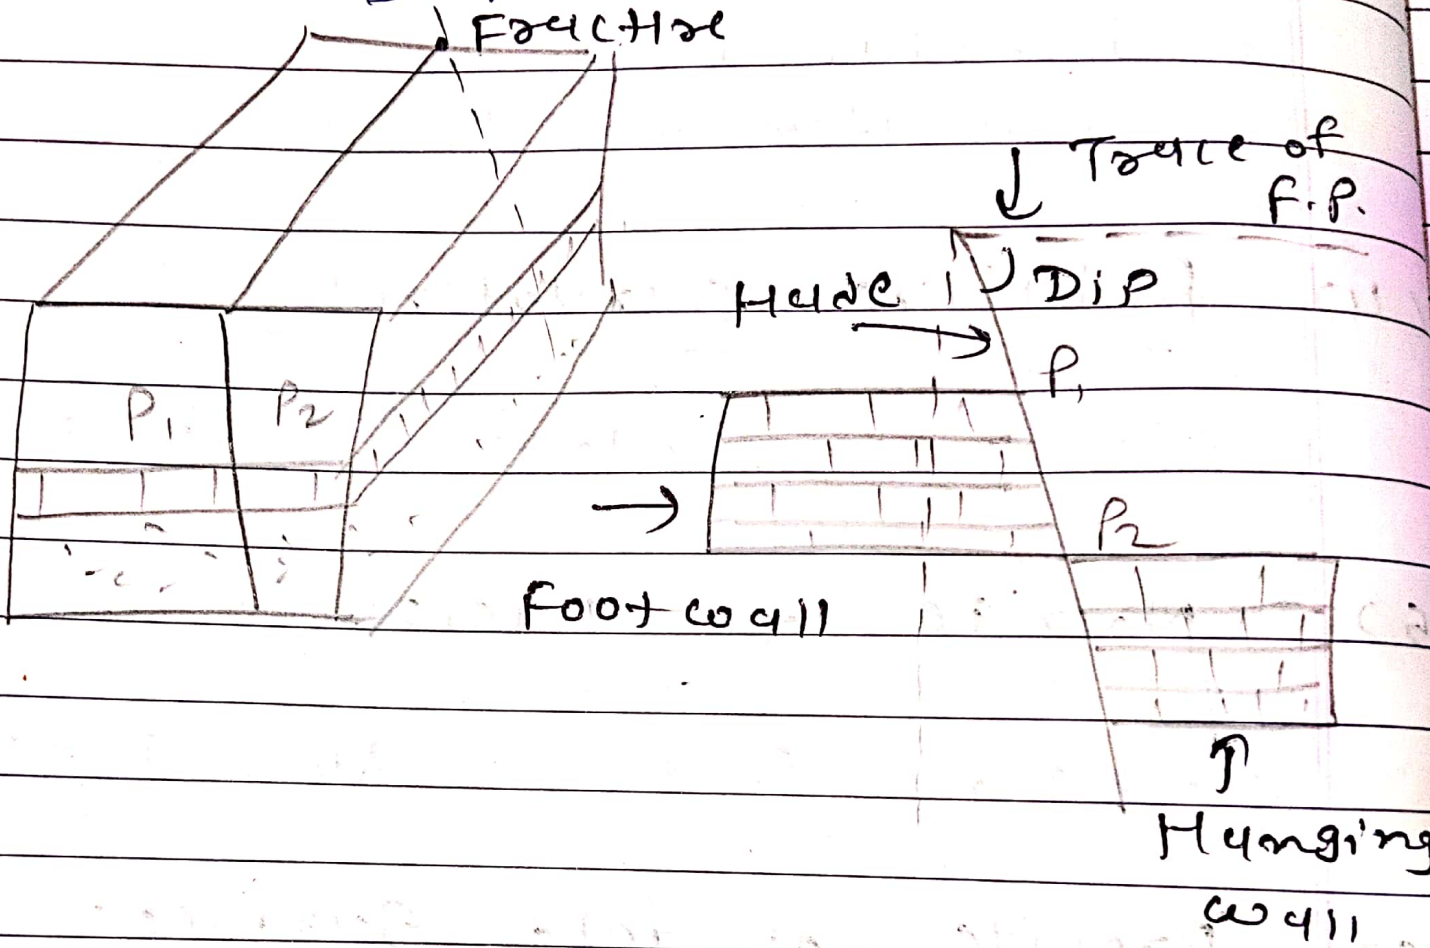 Fracture
Trace of
F.P.
Hade
Dip
P1
P1
P2
P2
Foot wall
Hanging
wall